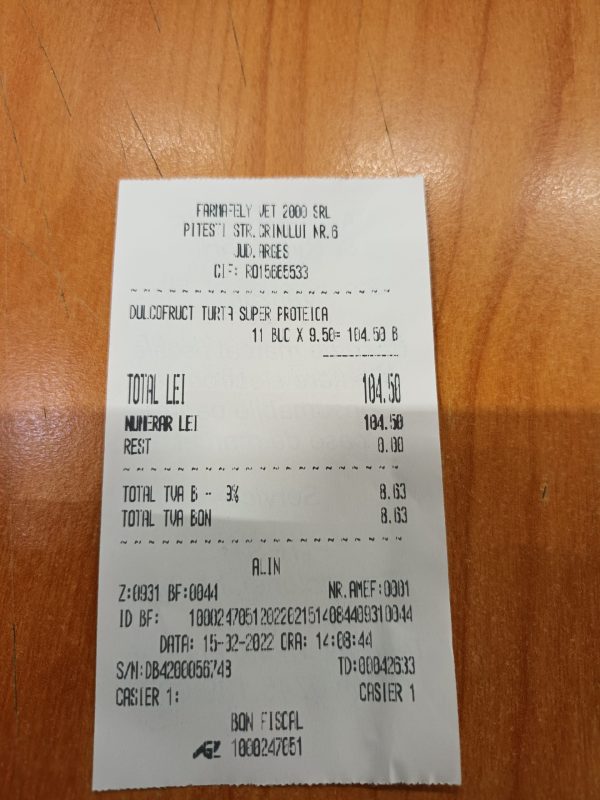 FARMAFELY VET 2000 SRL
PITESTI STR.CRINULUI NR.6
JUD.ARGES
CIF: RO15665533
DULCOFRUCT TURTA SUPER PROTEICA
11 BUC X 9.50= 104.50 B
TOTAL LEI 104.50
NUMERAR LEI 104.50
REST 0.00
TOTAL TVA B - 9% 8.63
TOTAL TVA BON 8.63
ALIN
Z:0931 BF:0044 NR.AMEF:0001
ID BF: 10002470512022021514084409310044
DATA: 15-02-2022 ORA: 14:08:44
S/N:DB4200056743 TD:00042633
CASIER 1: CASIER 1
BON FISCAL
1000247051